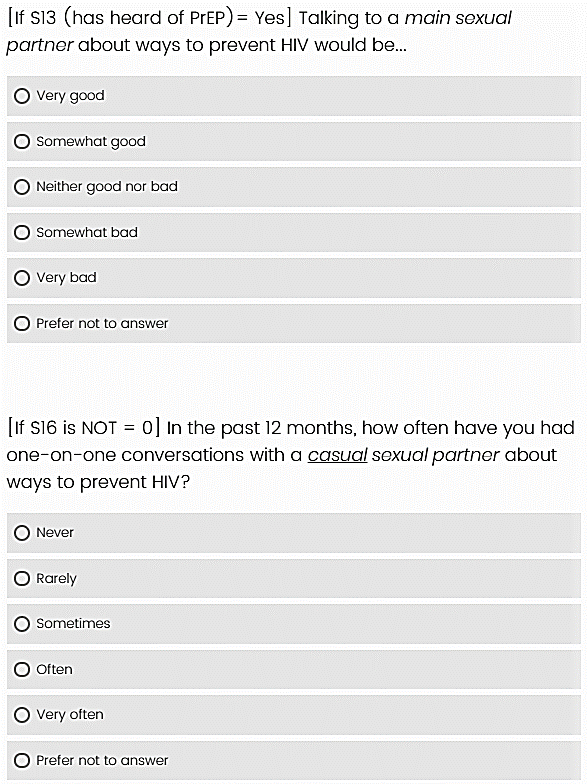 [If S13 (has heard of PrEP) = Yes] Talking to a main sexual
partner about ways to prevent HIV would be...
Very good
Somewhat good
Neither good nor bad
Somewhat bad
Very bad
Prefer not to answer
[If S16 is NOT = 0] In the past 12 months, how often have you had
one-on-one conversations with a casual sexual partner about
ways to prevent HIV?
Never
Rarely
Sometimes
Often
Very often
Prefer not to answer